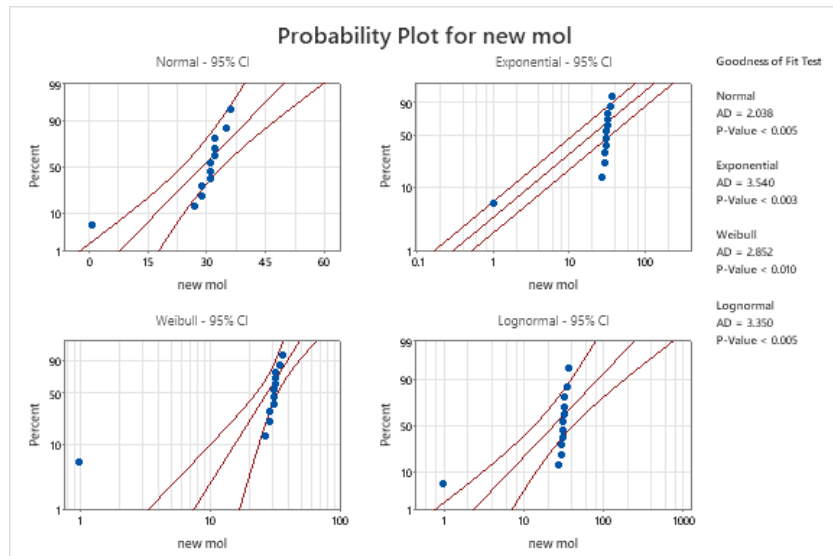 Probability Plot for new mol
Normal - 95% CI
Exponential - 95% CI
Goodness of Fit Test
99
90
50
10
1
Percent
0 15 30 45 60
new mol
90
50
10
1
Percent
0.1 1 10 100
new mol
Normal
AD = 2.038
P-Value < 0.005
Exponential
AD = 3.540
P-Value < 0.003
Weibull
AD = 2.852
P-Value < 0.010
Lognormal
AD = 3.350
P-Value < 0.005
Weibull - 95% CI
Lognormal - 95% CI
90
50
10
1
Percent
1 10 100
new mol
99
90
50
10
1
Percent
1 10 100 1000
new mol